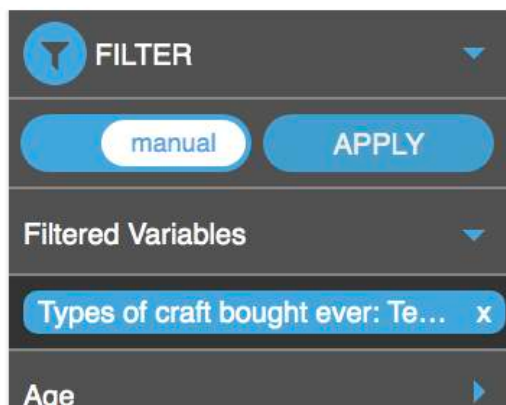 FILTER
manual APPLY
Filtered Variables
Types of craft bought ever: Te... x
Age